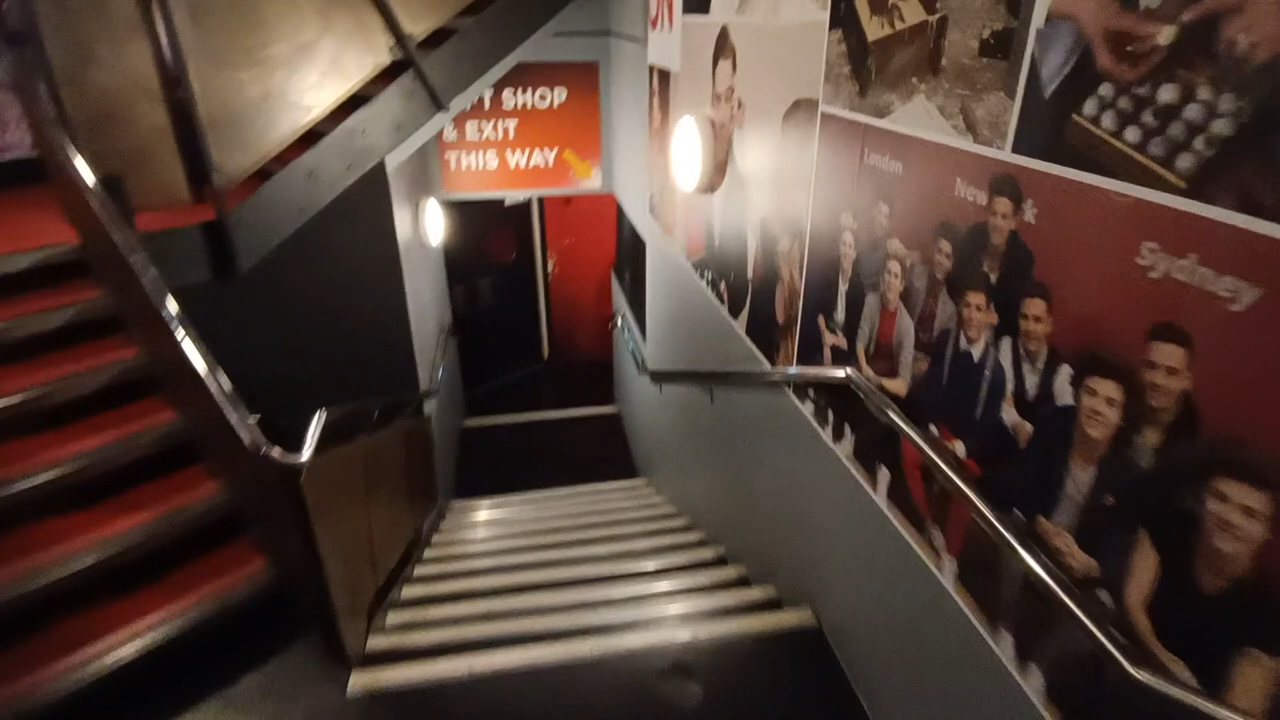 SHOP
& EXIT
THIS WAY
London
Sydney